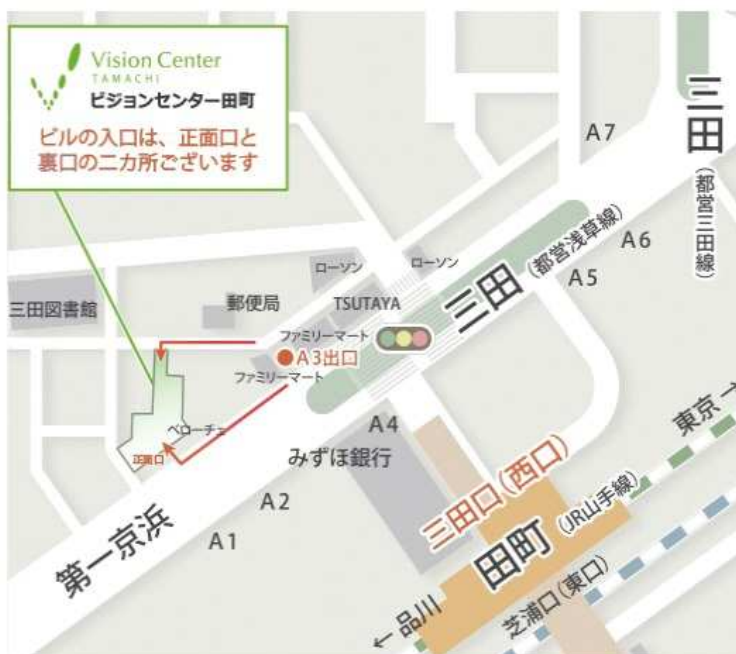 Vision Center
TAMACHI
ビジョンセンター田町
ビルの入口は、正面口と
裏口の二カ所ございます
A7
三田
(都営三田線)
A6
三田 (都営浅草線)
A5
ローソン
ローソン
三田図書館
郵便局
TSUTAYA
ファミリーマート
A3出口
ファミリーマート
A4
ベローチェ
正面口
みずほ銀行
三田口(西口)
東京→
A2
A1
第一京浜
田町 (JR山手線)
芝浦口(東口)
←品川